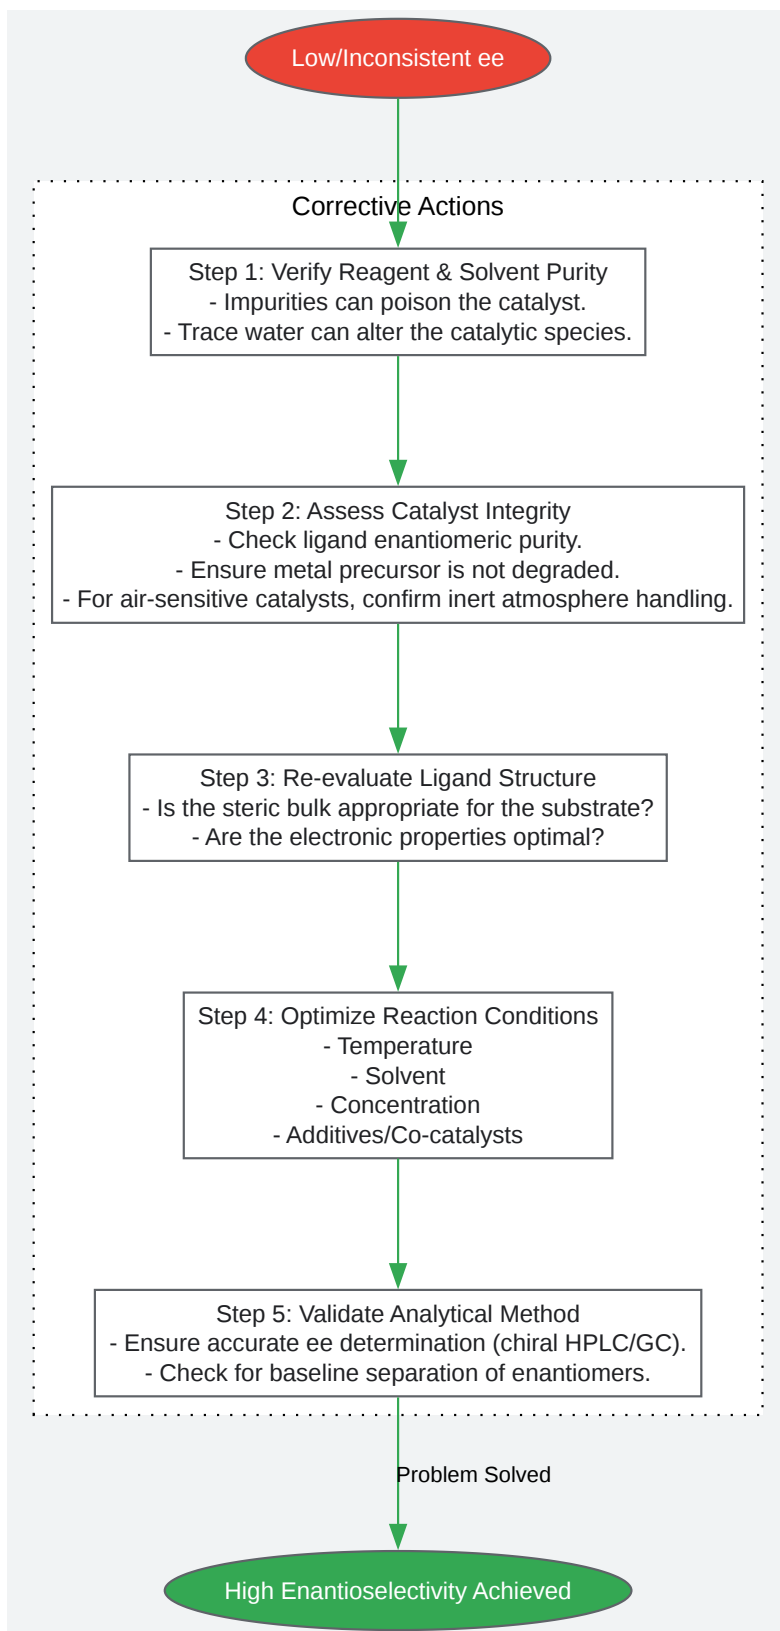 Low/Inconsistent ee
Corrective Actions
Step 1: Verify Reagent & Solvent Purity
- Impurities can poison the catalyst.
- Trace water can alter the catalytic species.
Step 2: Assess Catalyst Integrity
- Check ligand enantiomeric purity.
- Ensure metal precursor is not degraded.
- For air-sensitive catalysts, confirm inert atmosphere handling.
Step 3: Re-evaluate Ligand Structure
- Is the steric bulk appropriate for the substrate?
- Are the electronic properties optimal?
Step 4: Optimize Reaction Conditions
- Temperature
- Solvent
- Concentration
- Additives/Co-catalysts
Step 5: Validate Analytical Method
- Ensure accurate ee determination (chiral HPLC/GC).
- Check for baseline separation of enantiomers.
Problem Solved
High Enantioselectivity Achieved